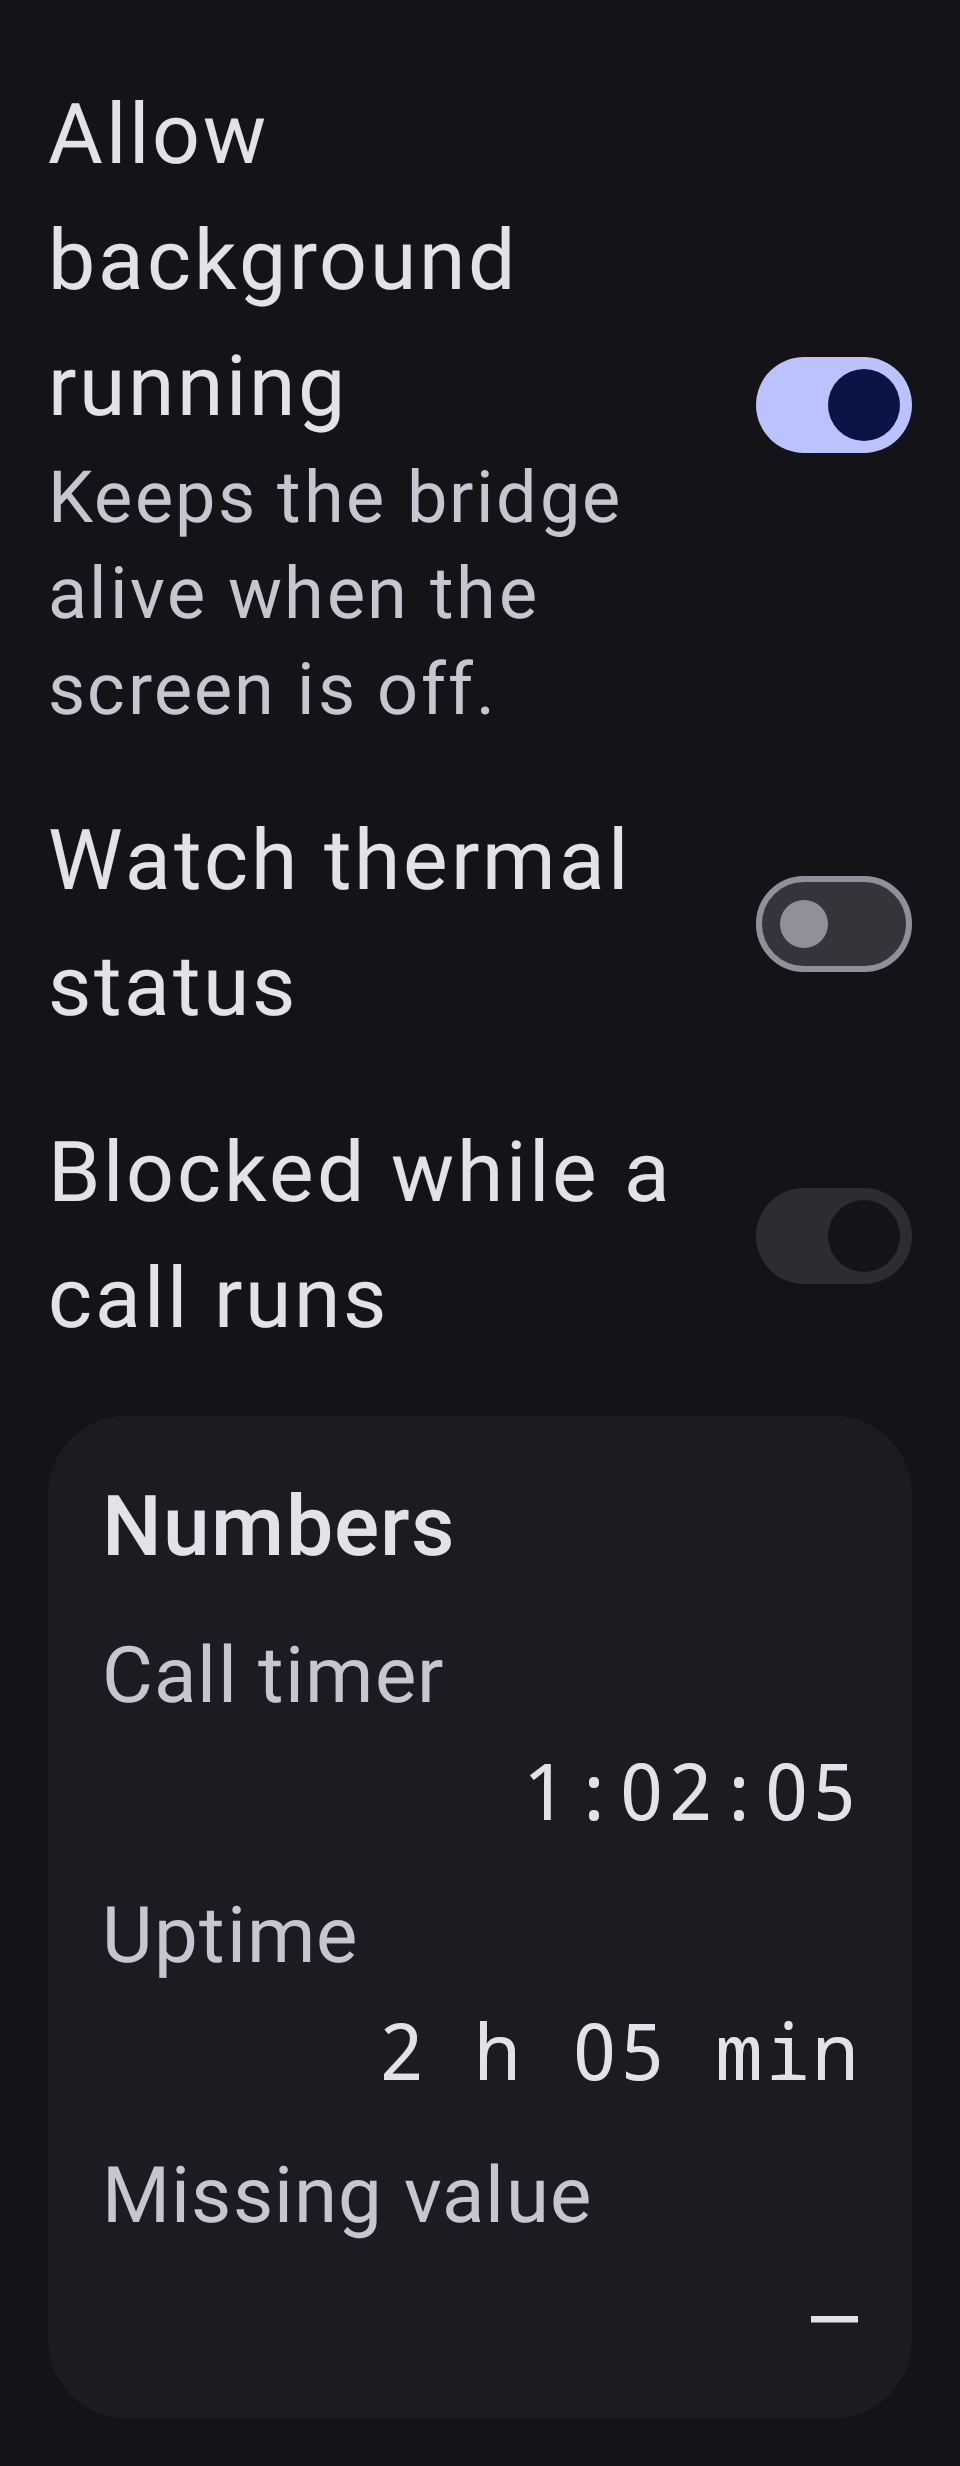 Allow
background
running
Keeps the bridge
alive when the
screen is off.
Watch thermal
status
Blocked while a
call runs
Numbers
Call timer
1:02:05
Uptime
2 h 05 min
Missing value
—